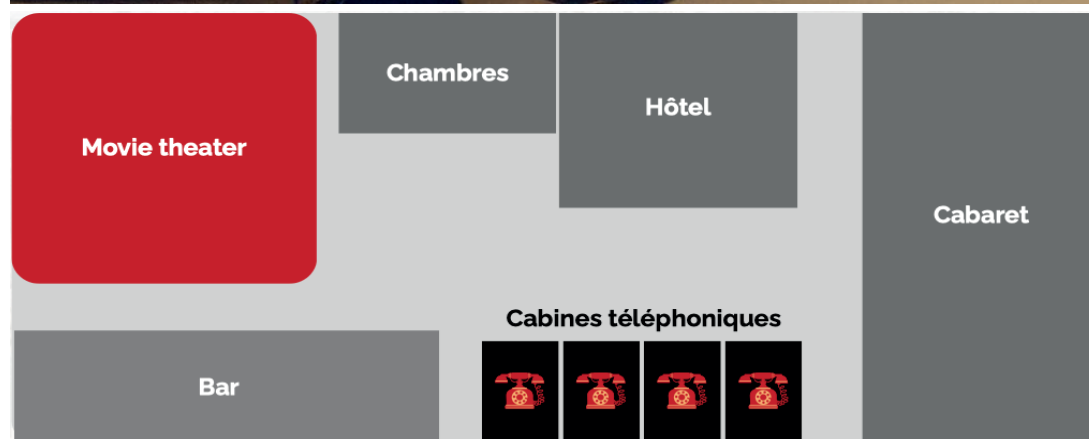 Chambres
Hôtel
Movie theater
Cabaret
Cabines téléphoniques
Bar